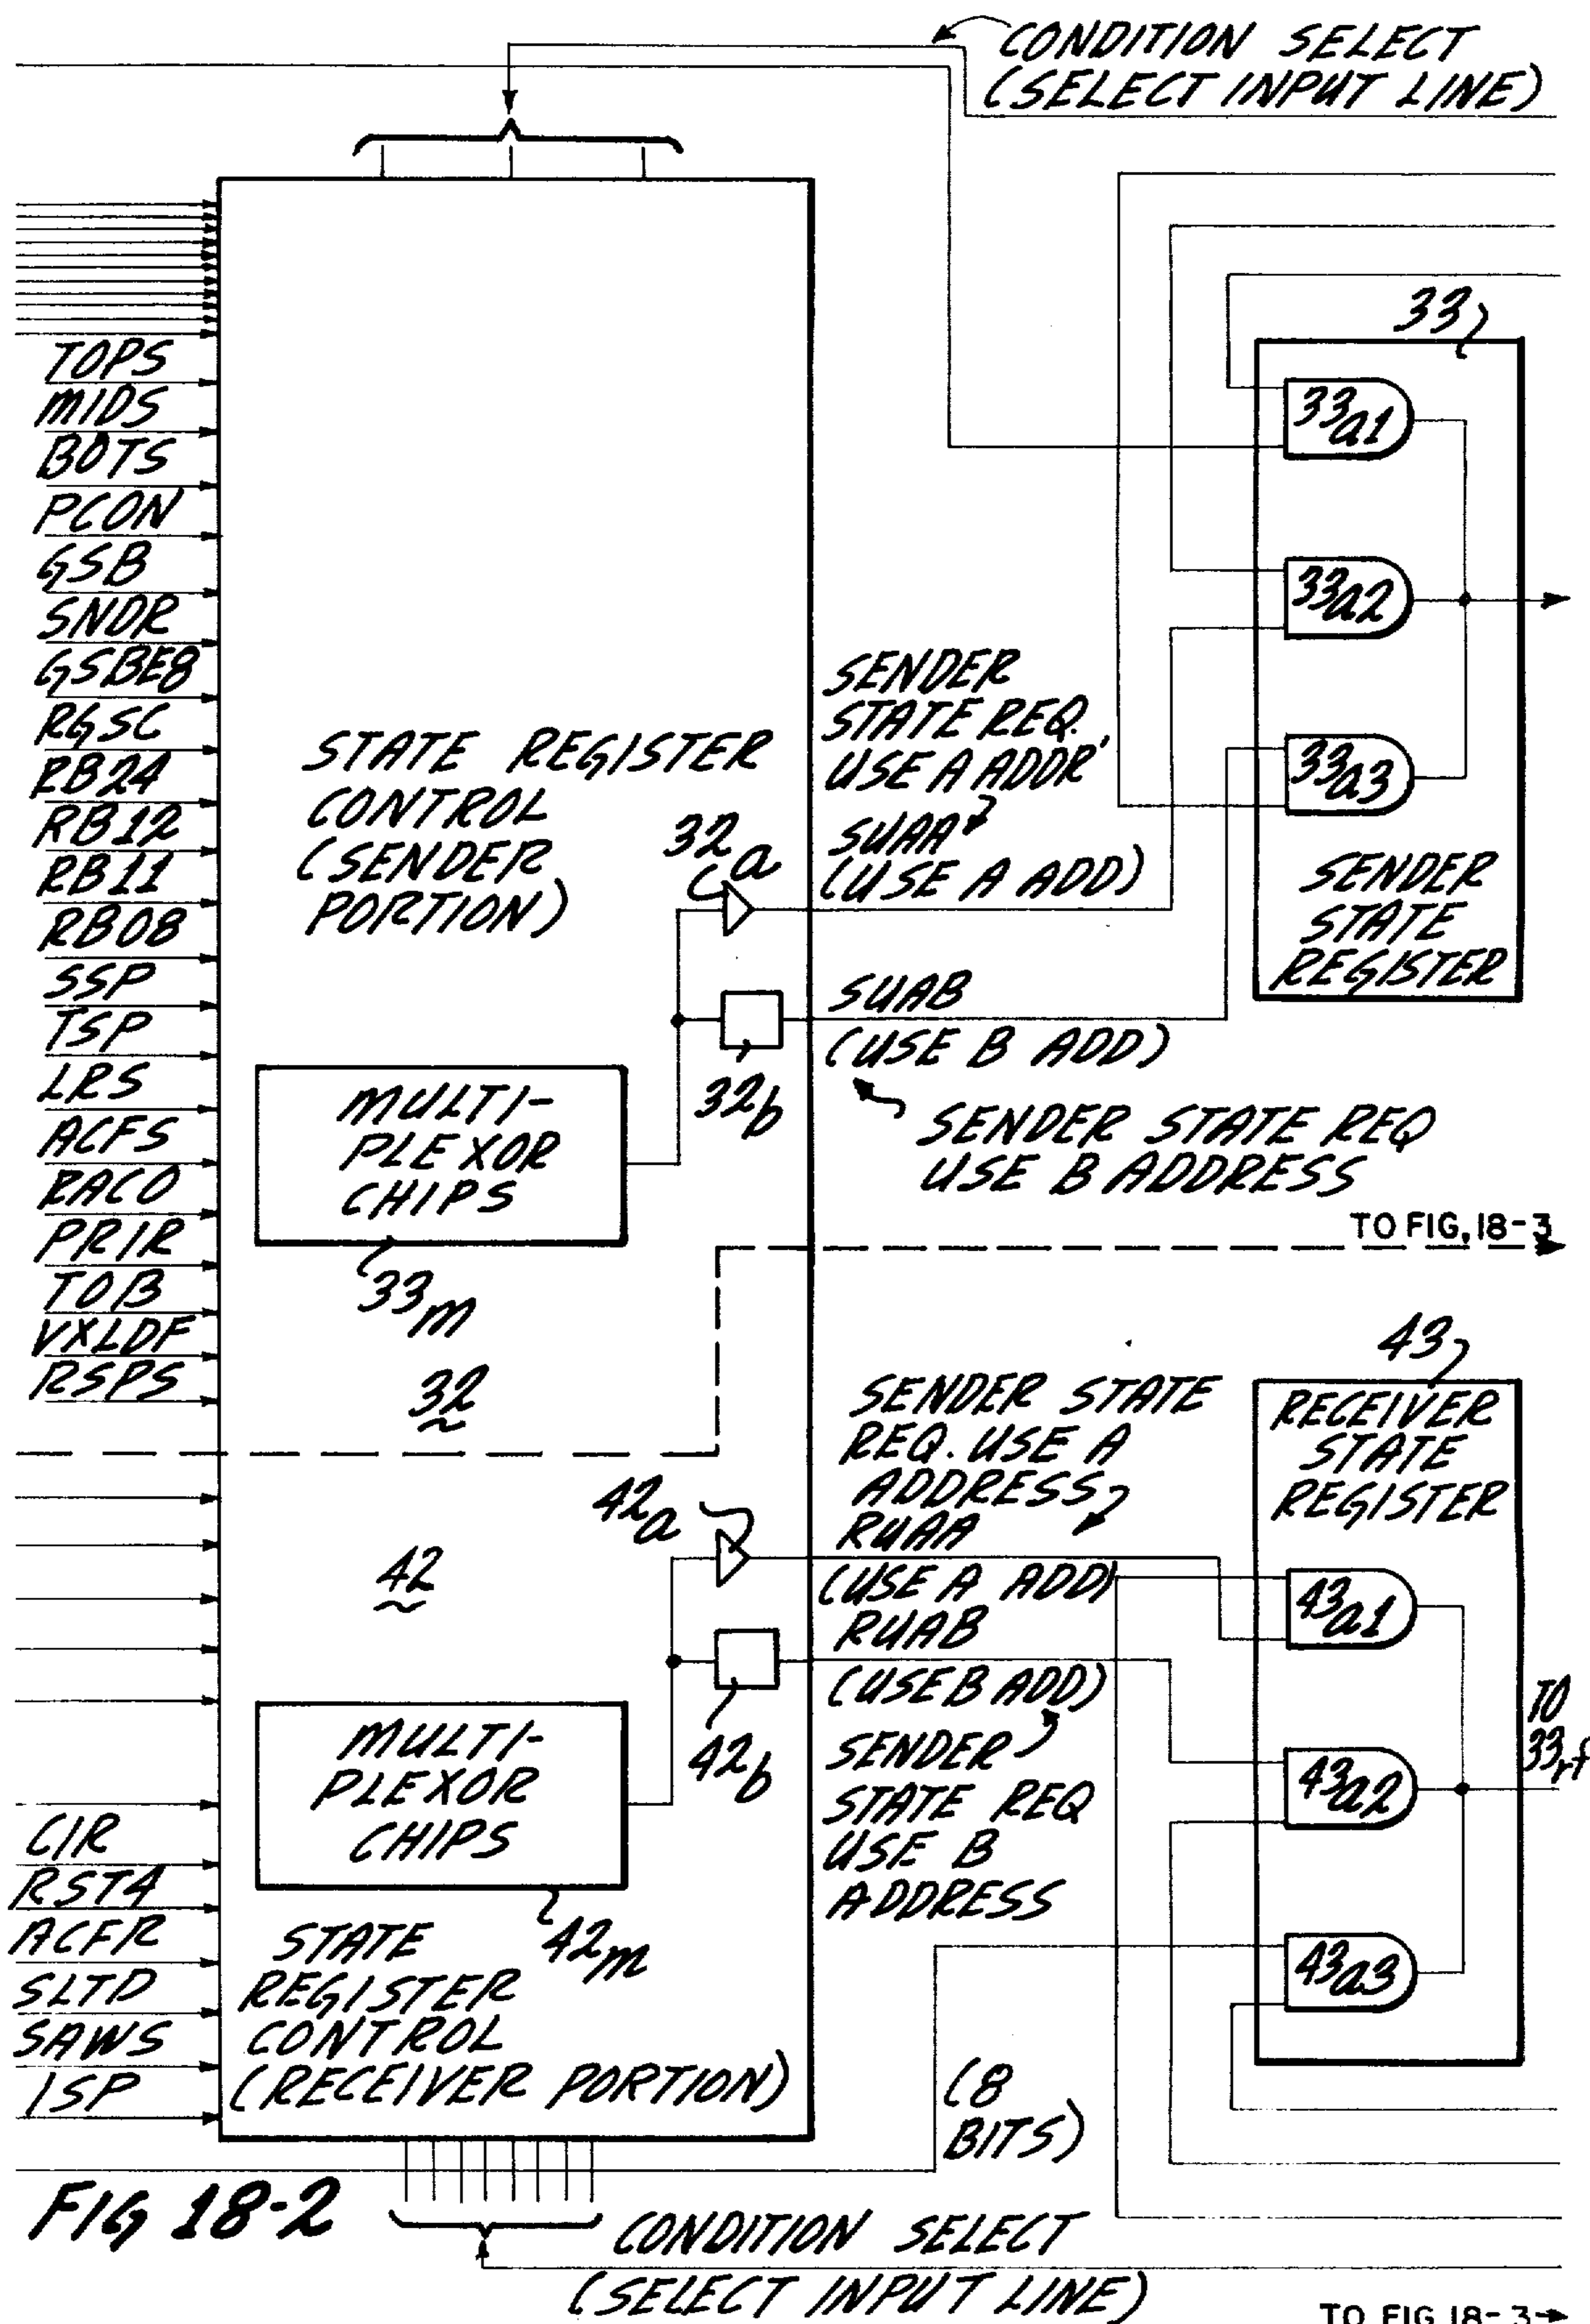 CONDITION SELECT
(SELECT INPUT LINE)
33
33a1
33a2
33a3
SENDER
STATE
REGISTER
TOPS
MIDS
BOTS
PCON
GSB
SNDR
GSBE8
RGSC
RB24
RB12
RB11
RB08
SSP
TSP
LRS
ACFS
RACO
PRIR
TOB
VXLDF
RSPS
STATE REGISTER
CONTROL
(SENDER
PORTION)
32a
32b
MULTI-
PLEXOR
CHIPS
33m
32
SENDER
STATE REQ.
USE A ADDR'
SUAA
(USE A ADD)
SUAB
(USE B ADD)
SENDER STATE REQ
USE B ADDRESS
TO FIG, 18-3
43
RECEIVER
STATE
REGISTER
43a1
43a2
43a3
TO
33rf
SENDER STATE
REQ. USE A
ADDRESS
RUAA
(USE A ADD)
RUAB
(USE B ADD)
SENDER
STATE REQ
USE B
ADDRESS
42a
42
42b
MULTI-
PLEXOR
CHIPS
42m
CIR
RST4
ACFR
SLTD
SAWS
ISP
STATE
REGISTER
CONTROL
(RECEIVER PORTION)
(8
BITS)
FIG 18-2
CONDITION SELECT
(SELECT INPUT LINE)
TO FIG 18-3